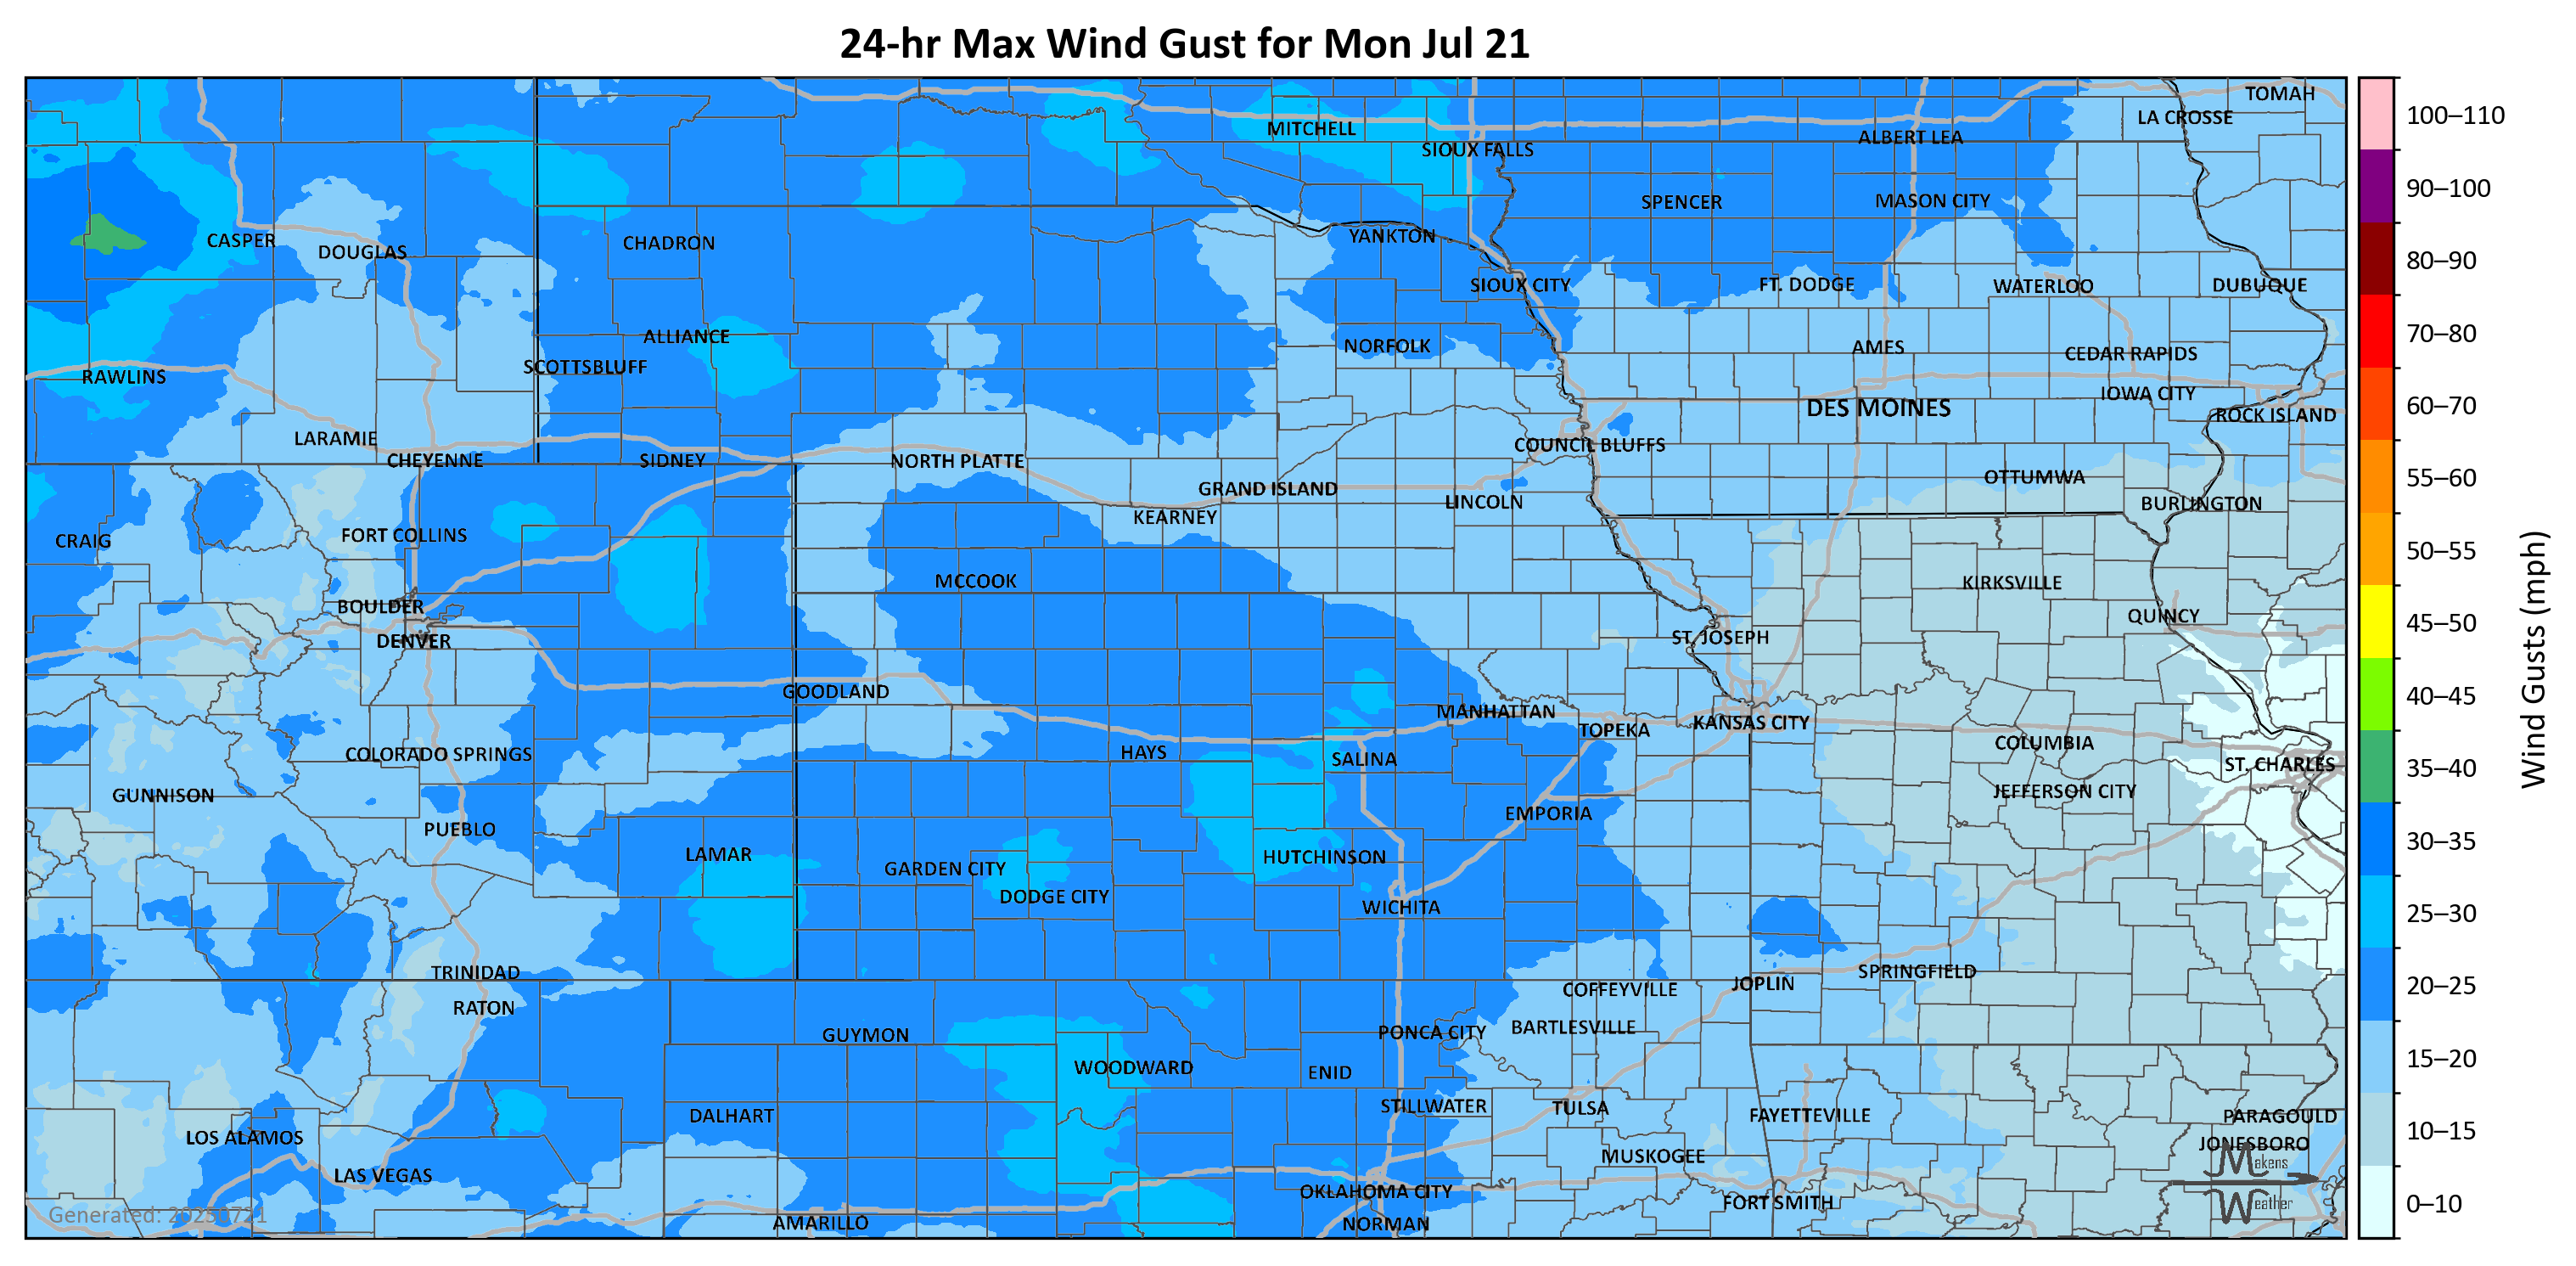 24-hr Max Wind Gust for Mon Jul 21
TOMAH
LA CROSSE
MITCHELL
ALBERT LEA
SIOUX FALLS
SPENCER
MASON CITY
CASPER
DOUGLAS
CHADRON
YANKTON
SIOUX CITY
FT. DODGE
WATERLOO
DUBUQUE
ALLIANCE
NORFOLK
AMES
CEDAR RAPIDS
SCOTTSBLUFF
RAWLINS
IOWA CITY
DES MOINES
ROCK ISLAND
LARAMIE
COUNCIL BLUFFS
CHEYENNE
SIDNEY
NORTH PLATTE
OTTUMWA
GRAND ISLAND
LINCOLN
BURLINGTON
KEARNEY
FORT COLLINS
CRAIG
MCCOOK
KIRKSVILLE
BOULDER
QUINCY
DENVER
ST. JOSEPH
GOODLAND
MANHATTAN
KANSAS CITY
TOPEKA
COLUMBIA
HAYS
COLORADO SPRINGS
SALINA
ST. CHARLES
GUNNISON
JEFFERSON CITY
EMPORIA
PUEBLO
LAMAR
HUTCHINSON
GARDEN CITY
DODGE CITY
WICHITA
TRINIDAD
SPRINGFIELD
JOPLIN
COFFEYVILLE
RATON
BARTLESVILLE
PONCA CITY
GUYMON
WOODWARD
ENID
STILLWATER
TULSA
DALHART
FAYETTEVILLE
PARAGOULD
LOS ALAMOS
JONESBORO
MUSKOGEE
LAS VEGAS
OKLAHOMA CITY
FORT SMITH
AMARILLO
NORMAN
Generated: 20250721
Makens
Weather
100–110
90–100
80–90
70–80
60–70
55–60
50–55
45–50
40–45
35–40
30–35
25–30
20–25
15–20
10–15
0–10
Wind Gusts (mph)